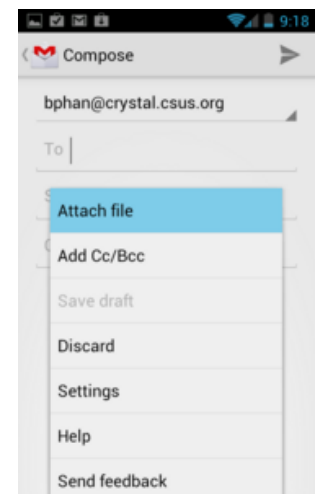 9:18
Compose
bphan@crystal.csus.org
To
S
Attach file
Add Cc/Bcc
C
Save draft
Discard
Settings
Help
Send feedback